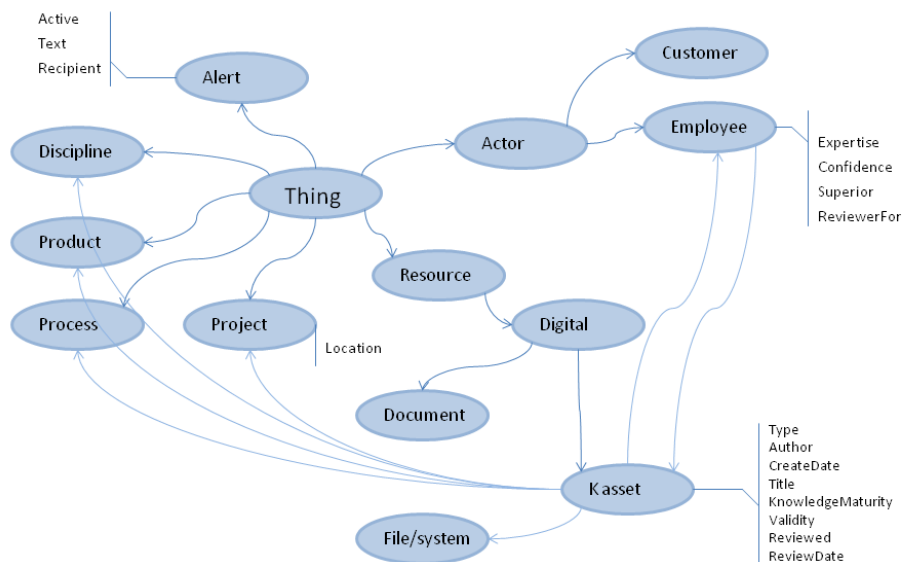 Active
Text
Recipient
Alert
Customer
Actor
Employee
Expertise
Confidence
Superior
ReviewerFor
Discipline
Thing
Product
Resource
Process
Project
Location
Digital
Document
Type
Author
CreateDate
Title
KnowledgeMaturity
Validity
Reviewed
ReviewDate
Kasset
File/system